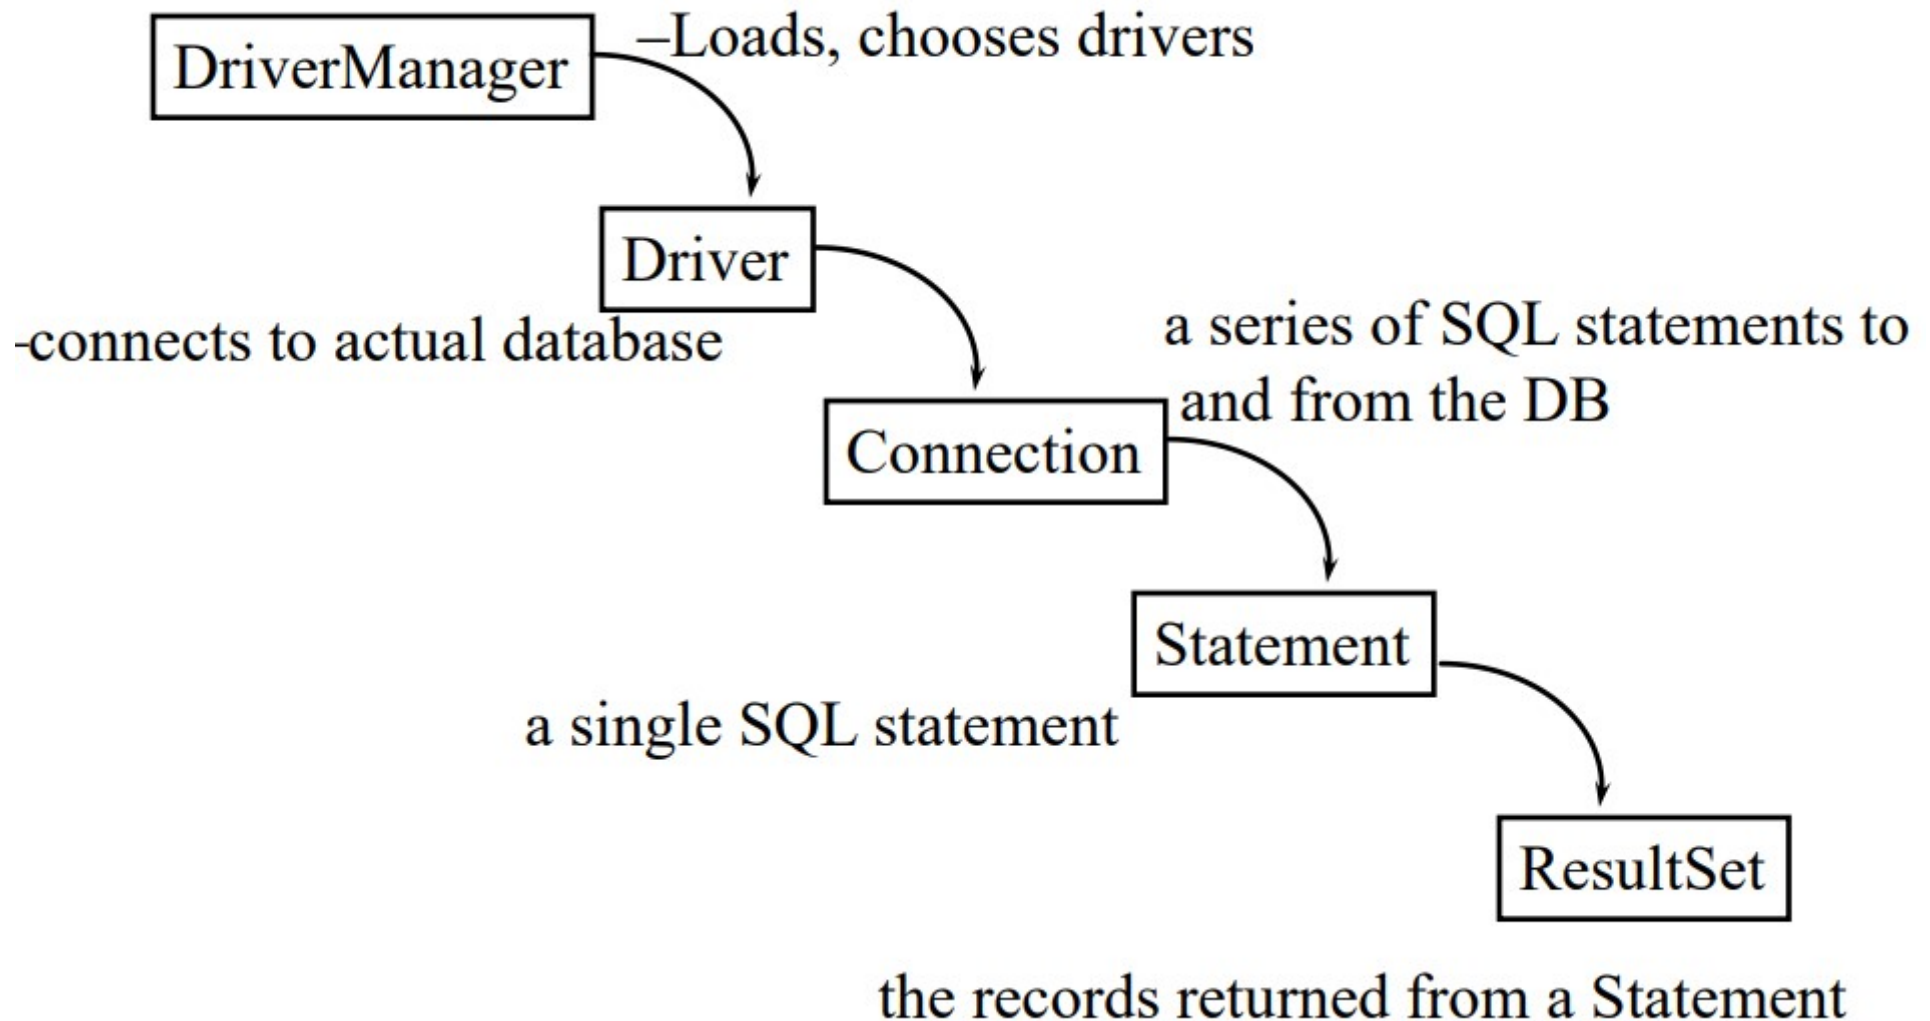 DriverManager
–Loads, chooses drivers
Driver
-connects to actual database
a series of SQL statements to
and from the DB
Connection
Statement
a single SQL statement
ResultSet
the records returned from a Statement